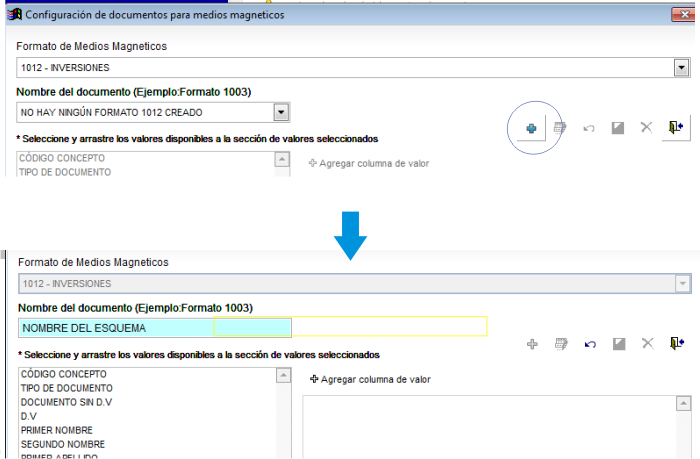 Configuración de documentos para medios magneticos
Formato de Medios Magneticos
1012 - INVERSIONES
Nombre del documento (Ejemplo:Formato 1003)
NO HAY NINGÚN FORMATO 1012 CREADO
* Seleccione y arrastre los valores disponibles a la sección de valores seleccionados
CÓDIGO CONCEPTO
TIPO DE DOCUMENTO
Agregar columna de valor
Formato de Medios Magneticos
1012 - INVERSIONES
Nombre del documento (Ejemplo:Formato 1003)
NOMBRE DEL ESQUEMA
* Seleccione y arrastre los valores disponibles a la sección de valores seleccionados
CÓDIGO CONCEPTO
TIPO DE DOCUMENTO
DOCUMENTO SIN D.V
D.V
PRIMER NOMBRE
SEGUNDO NOMBRE
PRIMER APELLIDO
Agregar columna de valor